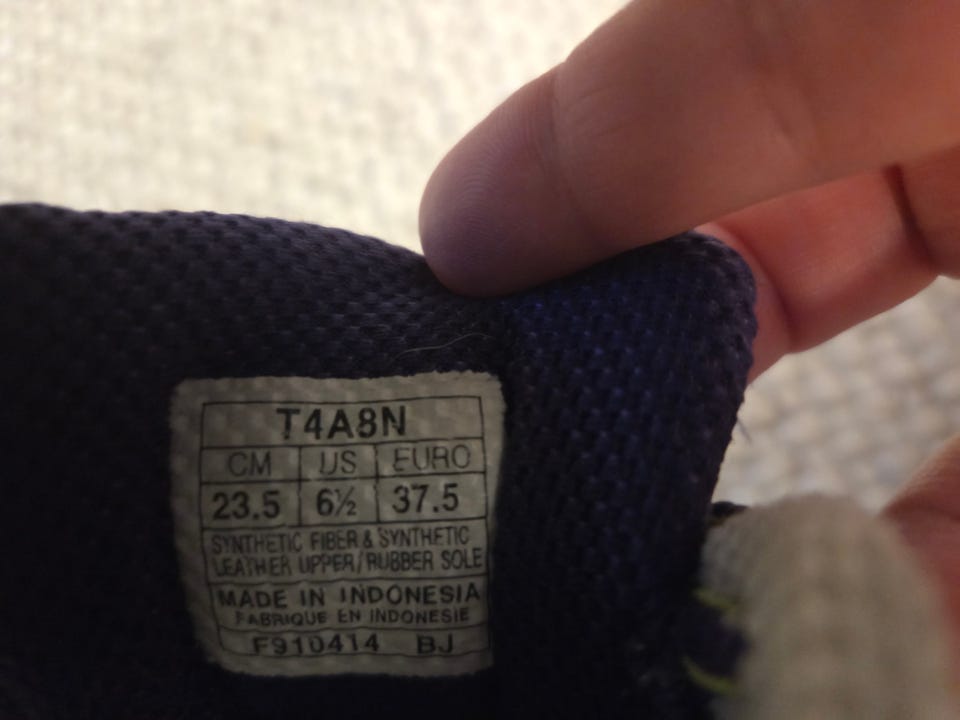 T4A8N
CM US EURO
23.5 6½ 37.5
SYNTHETIC FIBER & SYNTHETIC
LEATHER UPPER/RUBBER SOLE
MADE IN INDONESIA
FABRIQUE EN INDONESIE
F910414 BJ